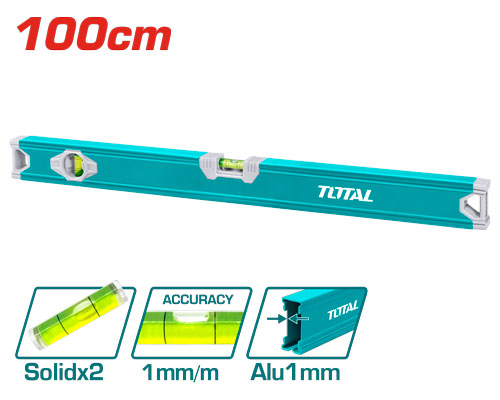 100cm
TOTAL
ACCURACY
TOTAL
Solidx2
1mm/m
Alu1mm